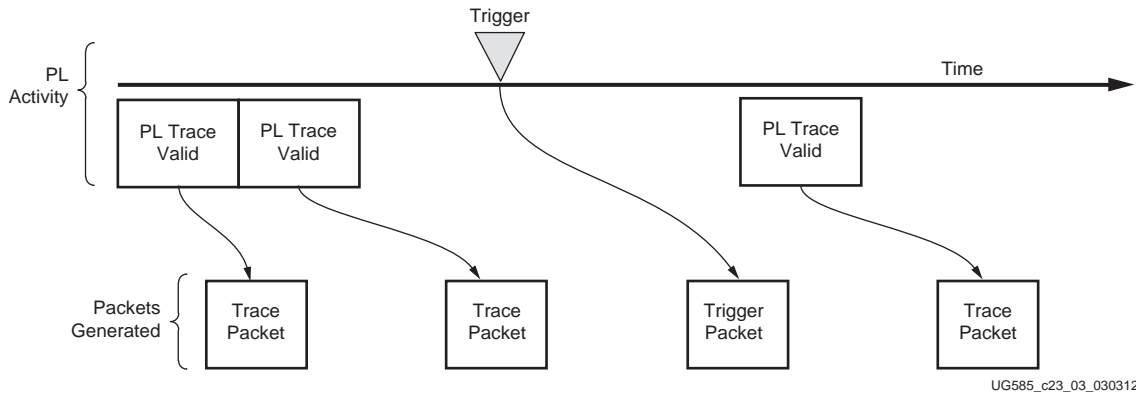 Trigger
PL
Activity
Time
PL Trace
Valid
PL Trace
Valid
PL Trace
Valid
Packets
Generated
Trace
Packet
Trace
Packet
Trigger
Packet
Trace
Packet
UG585_c23_03_030312